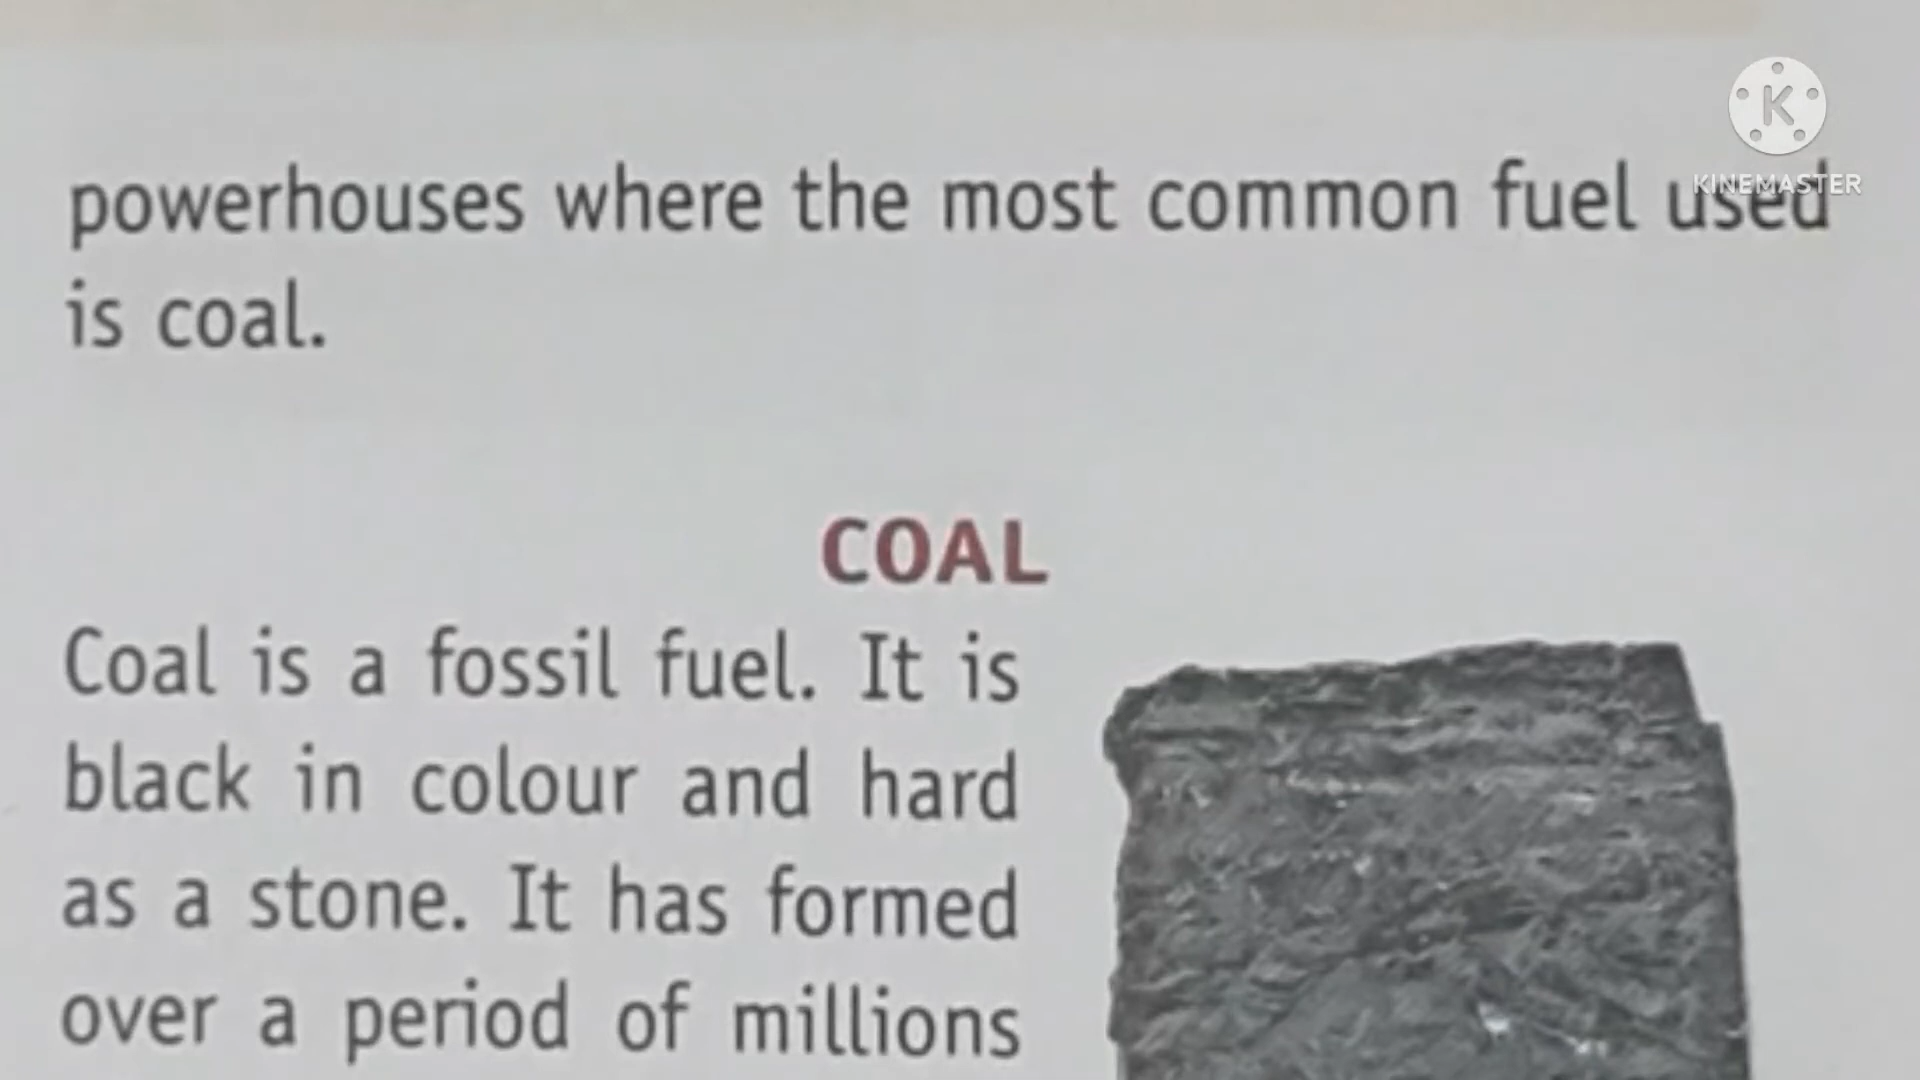 K
KINEMASTER
powerhouses where the most common fuel used
is coal.
COAL
Coal is a fossil fuel. It is
black in colour and hard
as a stone. It has formed
over a period of millions